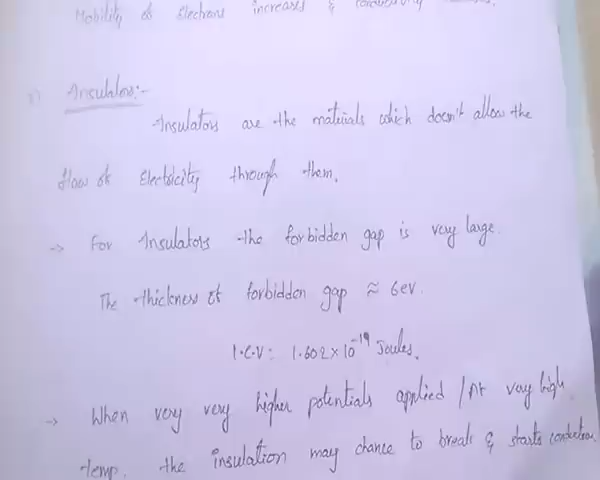 Mobility of Electrons increases &
Insulators:-
Insulators are the materials which doesn't allow the
flow of Electricity through them.
→ For Insulators the forbidden gap is very large.
The thickness of forbidden gap ≈ 6ev.
1.e.v = 1.602×10⁻¹⁹ Joules.
→ When very very higher potentials applied /At very high
temp. the insulation may chance to break & starts conduction